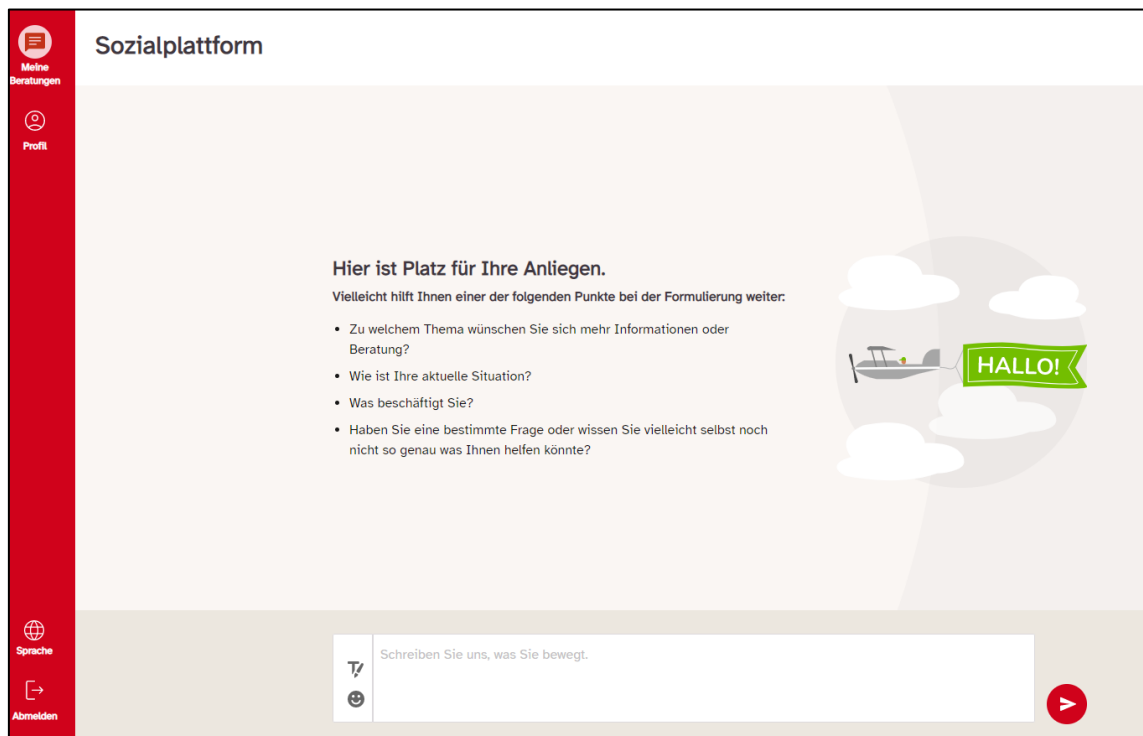 Meine
Beratungen
Profil
Sprache
Abmelden
Sozialplattform
Hier ist Platz für Ihre Anliegen.
Vielleicht hilft Ihnen einer der folgenden Punkte bei der Formulierung weiter:
• Zu welchem Thema wünschen Sie sich mehr Informationen oder
Beratung?
• Wie ist Ihre aktuelle Situation?
• Was beschäftigt Sie?
• Haben Sie eine bestimmte Frage oder wissen Sie vielleicht selbst noch
nicht so genau was Ihnen helfen könnte?
HALLO!
Schreiben Sie uns, was Sie bewegt.